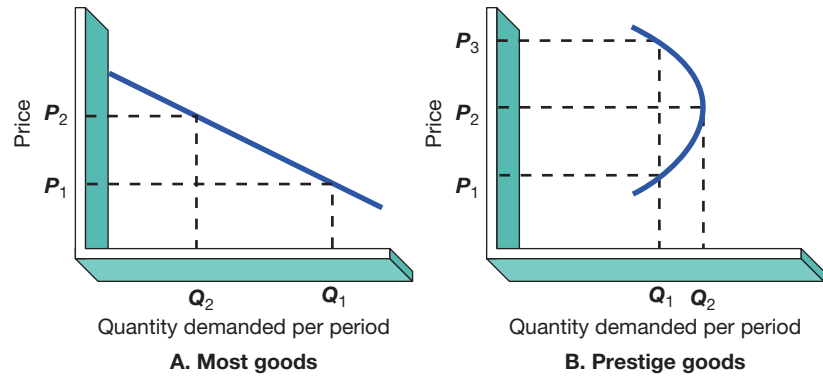 Price
P2
P1
Q2
Q1
Quantity demanded per period
A. Most goods
Price
P3
P2
P1
Q1
Q2
Quantity demanded per period
B. Prestige goods